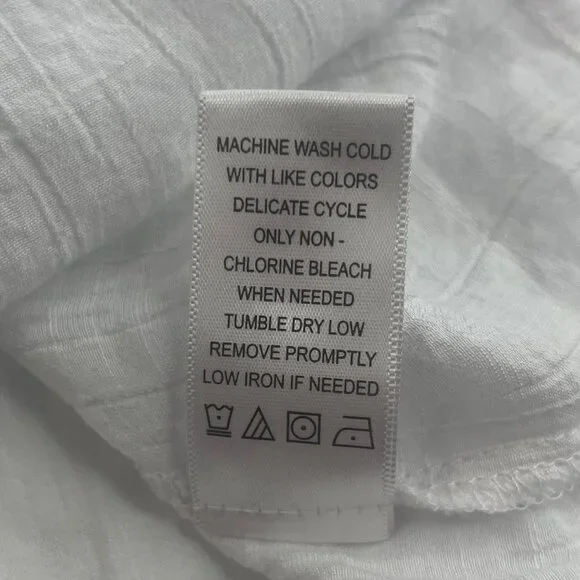 MACHINE WASH COLD
WITH LIKE COLORS
DELICATE CYCLE
ONLY NON -
CHLORINE BLEACH
WHEN NEEDED
TUMBLE DRY LOW
REMOVE PROMPTLY
LOW IRON IF NEEDED